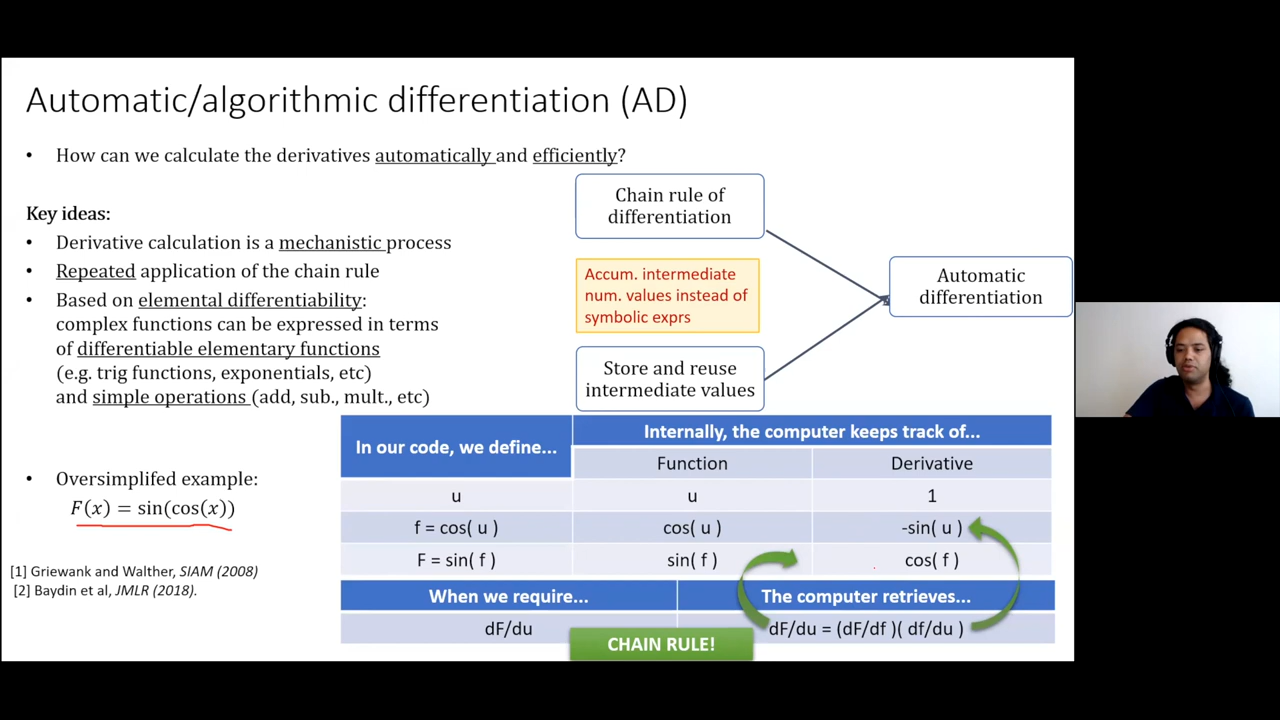 Automatic/algorithmic differentiation (AD)
• How can we calculate the derivatives automatically and efficiently?
Key ideas:
• Derivative calculation is a mechanistic process
• Repeated application of the chain rule
• Based on elemental differentiability:
complex functions can be expressed in terms
of differentiable elementary functions
(e.g. trig functions, exponentials, etc)
and simple operations (add, sub., mult., etc)
• Oversimplifed example:
F(x) = sin(cos(x))
[1] Griewank and Walther, SIAM (2008)
[2] Baydin et al, JMLR (2018).
Chain rule of
differentiation
Accum. intermediate
num. values instead of
symbolic exprs
Store and reuse
intermediate values
Automatic
differentiation
In our code, we define...
Internally, the computer keeps track of...
Function
Derivative
u
u
1
f = cos( u )
cos( u )
-sin( u )
F = sin( f )
sin( f )
cos( f )
When we require...
The computer retrieves...
dF/du
dF/du = (dF/df )( df/du )
CHAIN RULE!